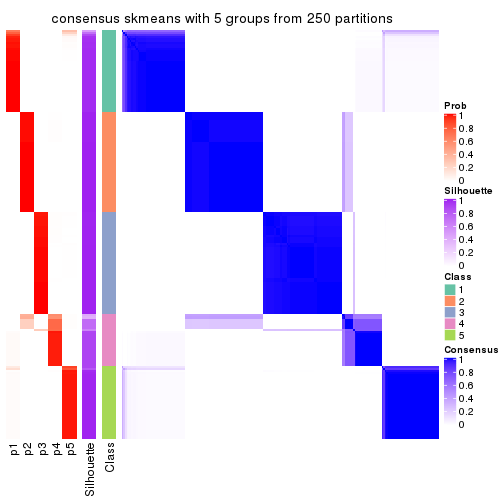 consensus skmeans with 5 groups from 250 partitions
Prob
1
0.8
0.6
0.4
0.2
0
Silhouette
1
0.8
0.6
0.4
0.2
0
Class
1
2
3
4
5
Consensus
1
0.8
0.6
0.4
0.2
0
p1
p2
p3
p4
p5
Silhouette
Class